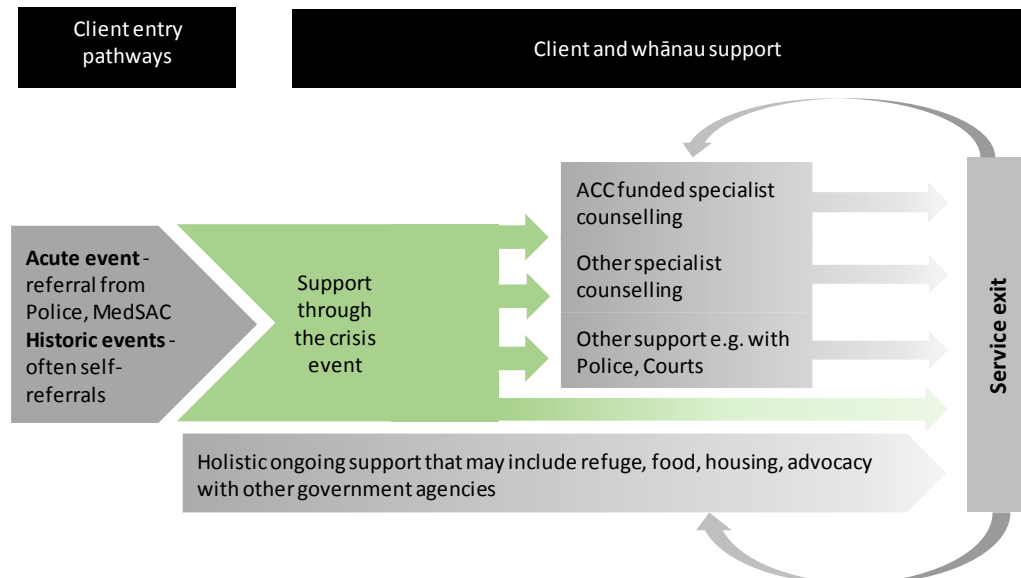 Client entry
pathways
Client and whānau support
Acute event -
referral from
Police, MedSAC
Historic events -
often self-
referrals
Support
through
the crisis
event
ACC funded specialist
counselling
Other specialist
counselling
Other support e.g. with
Police, Courts
Service exit
Holistic ongoing support that may include refuge, food, housing, advocacy
with other government agencies